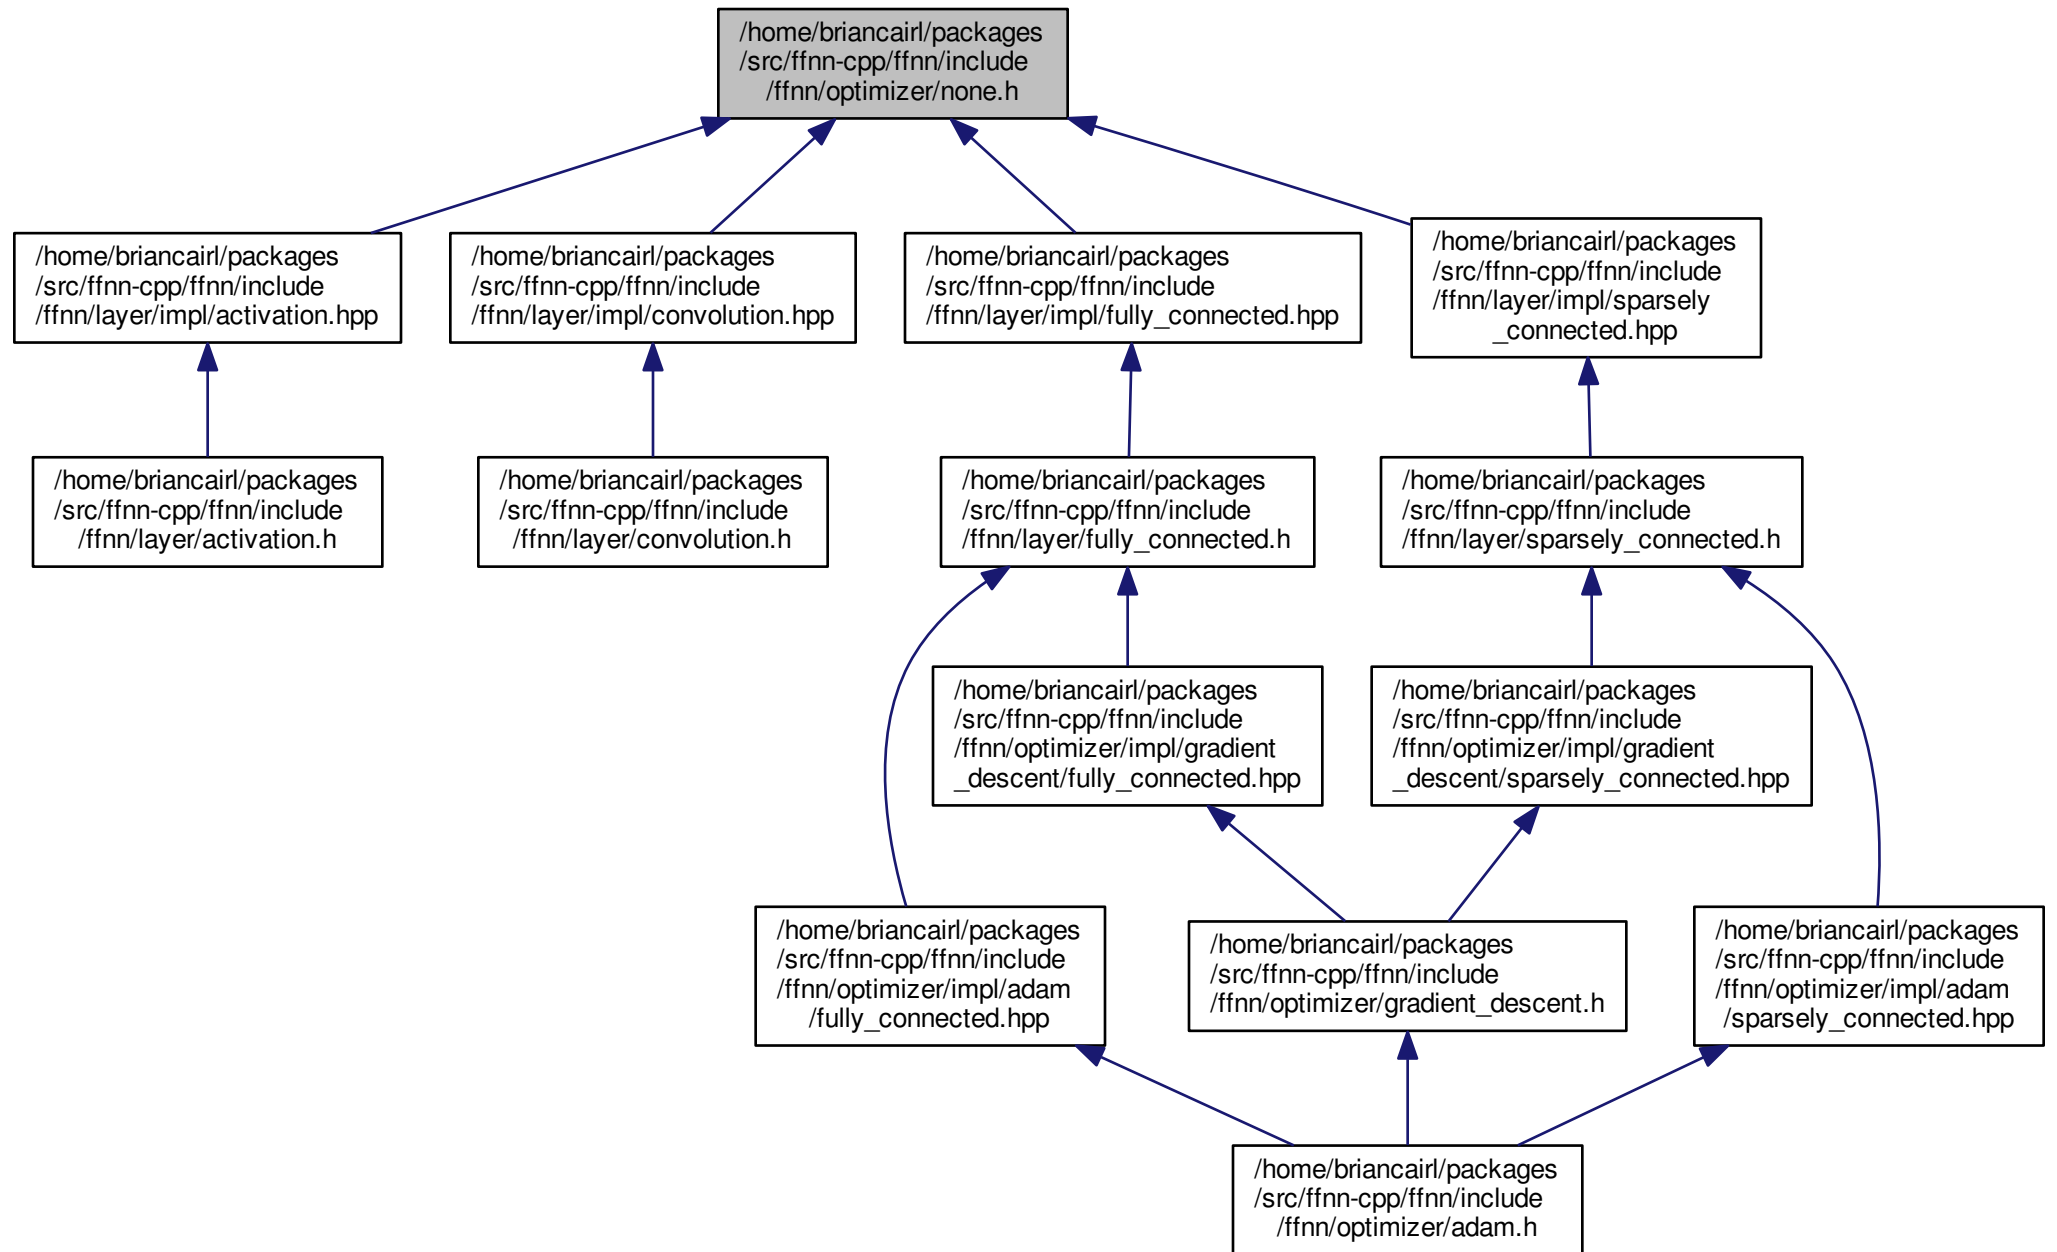 /home/briancairl/packages
/src/ffnn-cpp/ffnn/include
/ffnn/optimizer/none.h
/home/briancairl/packages
/src/ffnn-cpp/ffnn/include
/ffnn/layer/impl/activation.hpp
/home/briancairl/packages
/src/ffnn-cpp/ffnn/include
/ffnn/layer/impl/convolution.hpp
/home/briancairl/packages
/src/ffnn-cpp/ffnn/include
/ffnn/layer/impl/fully_connected.hpp
/home/briancairl/packages
/src/ffnn-cpp/ffnn/include
/ffnn/layer/impl/sparsely
_connected.hpp
/home/briancairl/packages
/src/ffnn-cpp/ffnn/include
/ffnn/layer/activation.h
/home/briancairl/packages
/src/ffnn-cpp/ffnn/include
/ffnn/layer/convolution.h
/home/briancairl/packages
/src/ffnn-cpp/ffnn/include
/ffnn/layer/fully_connected.h
/home/briancairl/packages
/src/ffnn-cpp/ffnn/include
/ffnn/layer/sparsely_connected.h
/home/briancairl/packages
/src/ffnn-cpp/ffnn/include
/ffnn/optimizer/impl/gradient
_descent/fully_connected.hpp
/home/briancairl/packages
/src/ffnn-cpp/ffnn/include
/ffnn/optimizer/impl/gradient
_descent/sparsely_connected.hpp
/home/briancairl/packages
/src/ffnn-cpp/ffnn/include
/ffnn/optimizer/impl/adam
/fully_connected.hpp
/home/briancairl/packages
/src/ffnn-cpp/ffnn/include
/ffnn/optimizer/gradient_descent.h
/home/briancairl/packages
/src/ffnn-cpp/ffnn/include
/ffnn/optimizer/impl/adam
/sparsely_connected.hpp
/home/briancairl/packages
/src/ffnn-cpp/ffnn/include
/ffnn/optimizer/adam.h